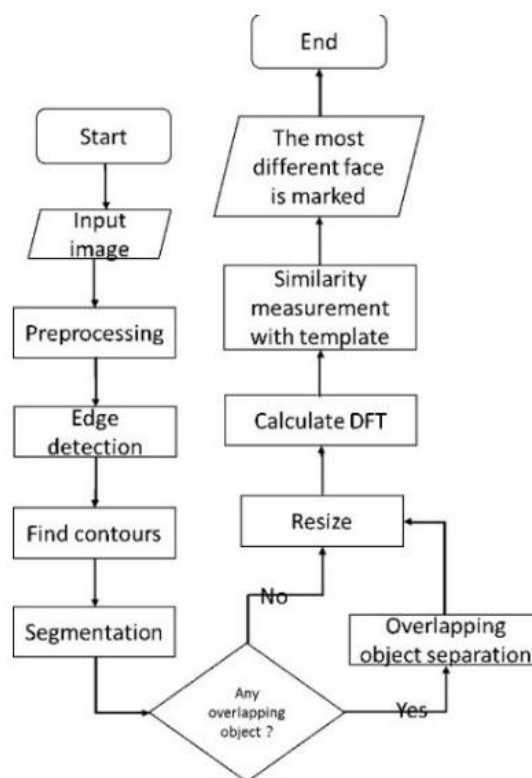 Start
Input
image
Preprocessing
Edge
detection
Find contours
Segmentation
Any
overlapping
object ?
No
Yes
Overlapping
object separation
Resize
Calculate DFT
Similarity
measurement
with template
The most
different face
is marked
End